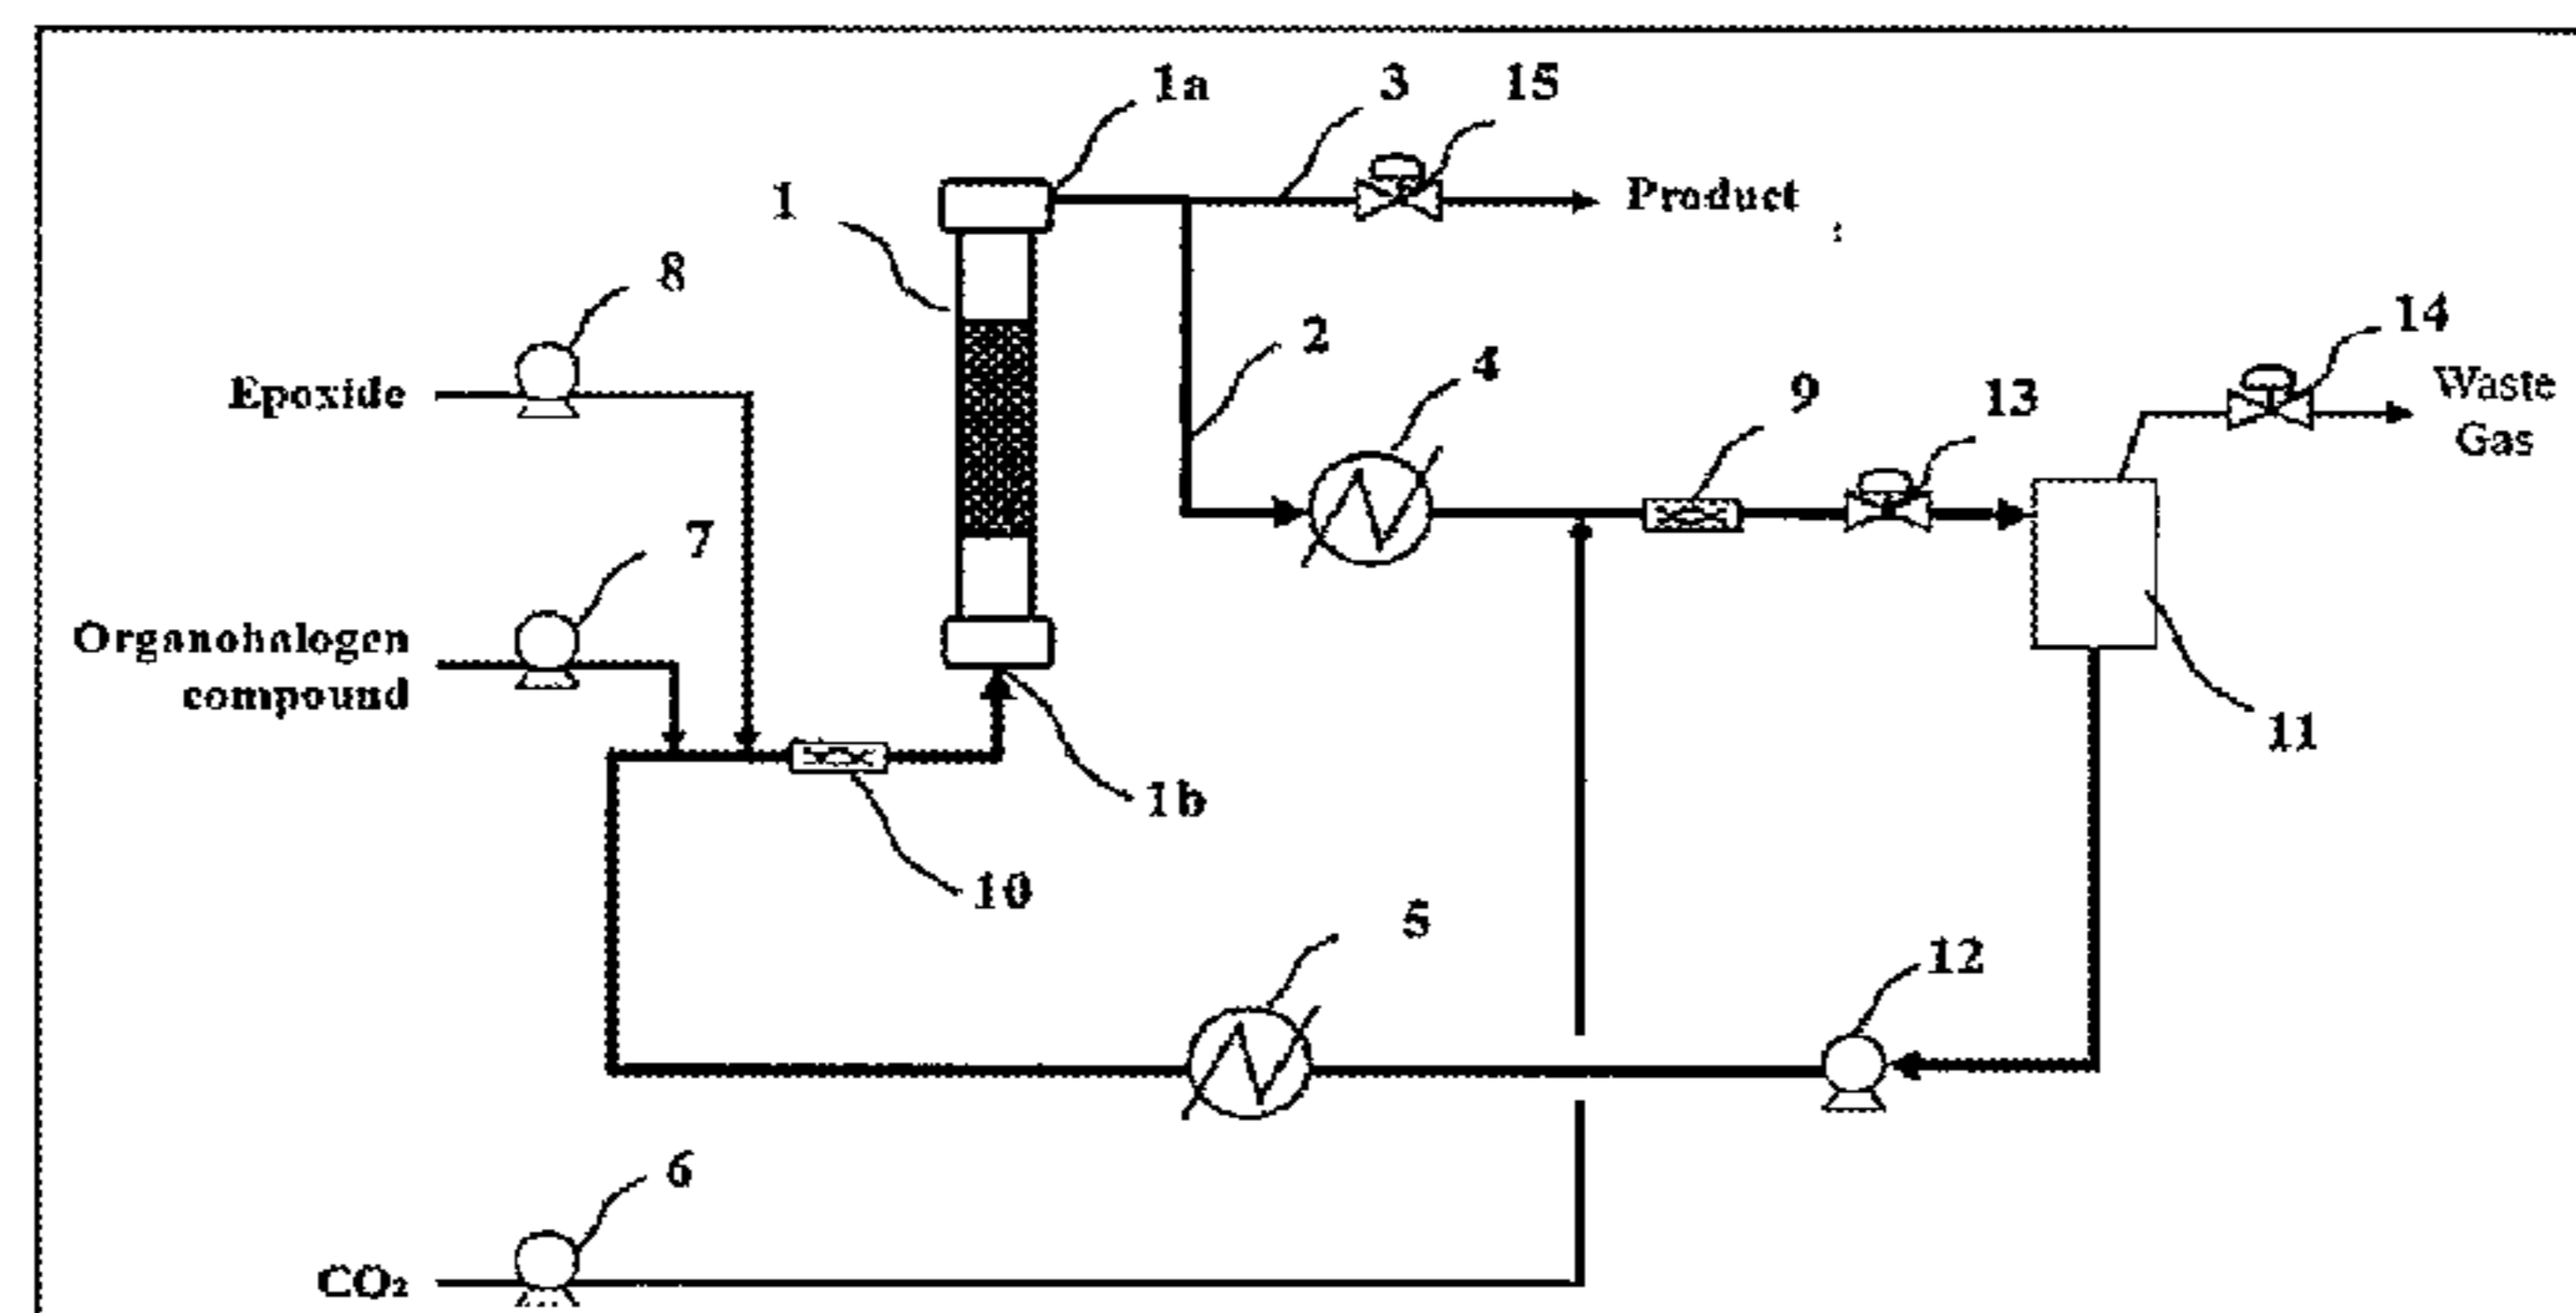 1a
3
15
1
Product
8
2
4
9
13
14
Waste
Gas
Epoxide
7
Organohalogen
compound
11
1b
10
5
12
6
CO₂